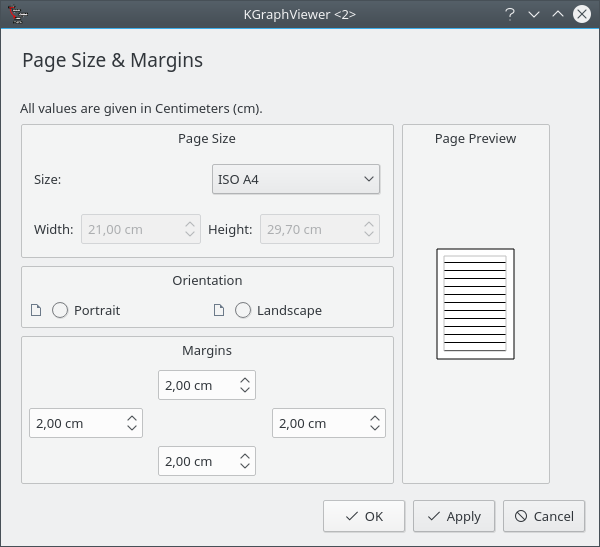 KGraphViewer <2>
Page Size & Margins
All values are given in Centimeters (cm).
Page Size
Size: ISO A4
Width: 21,00 cm Height: 29,70 cm
Orientation
Portrait Landscape
Margins
2,00 cm
2,00 cm 2,00 cm
2,00 cm
Page Preview
OK Apply Cancel